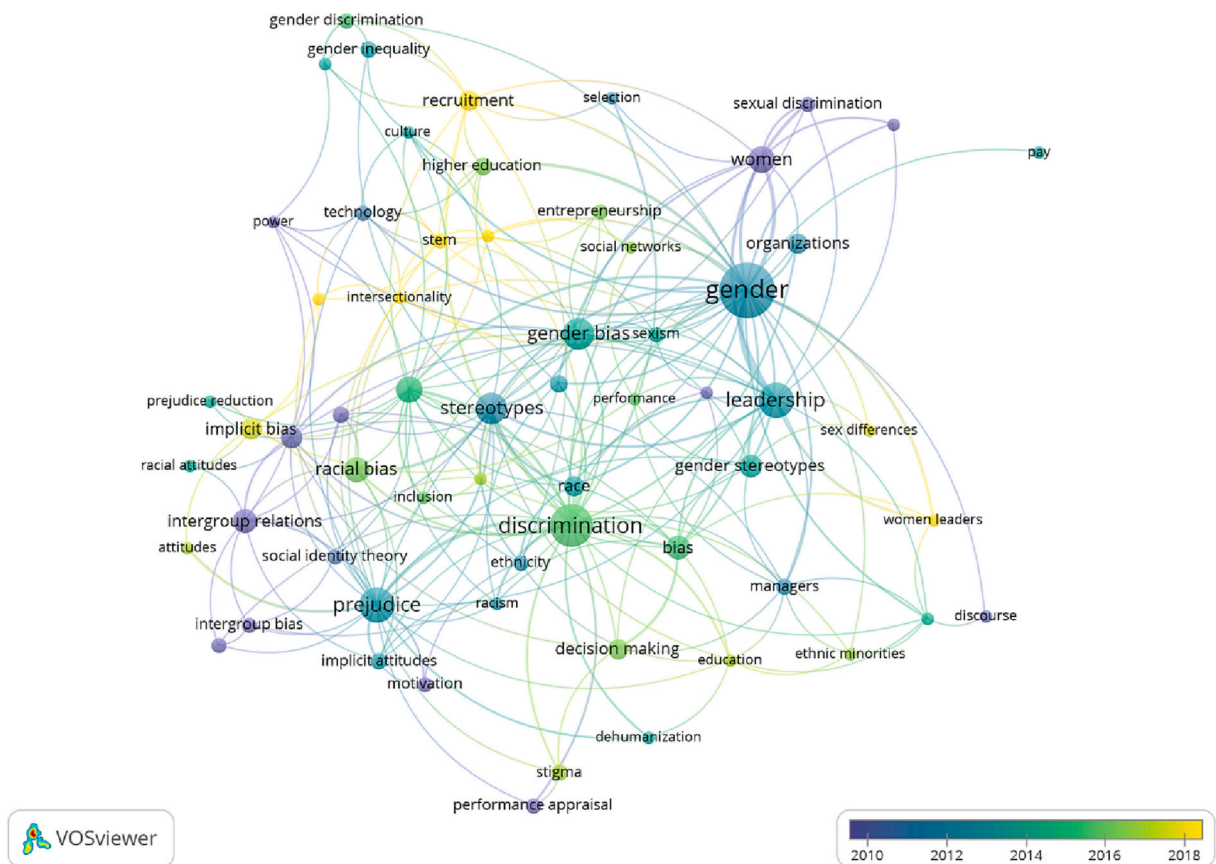 gender discrimination
gender inequality
recruitment
selection
sexual discrimination
culture
women
pay
higher education
technology
entrepreneurship
power
stem
social networks
organizations
gender
intersectionality
gender bias
sexism
prejudice reduction
stereotypes
performance
leadership
implicit bias
sex differences
racial attitudes
racial bias
gender stereotypes
race
inclusion
intergroup relations
discrimination
women leaders
attitudes
social identity theory
ethnicity
bias
managers
prejudice
racism
discourse
intergroup bias
implicit attitudes
decision making
education
ethnic minorities
motivation
dehumanization
stigma
performance appraisal
VOSviewer
2010 2012 2014 2016 2018